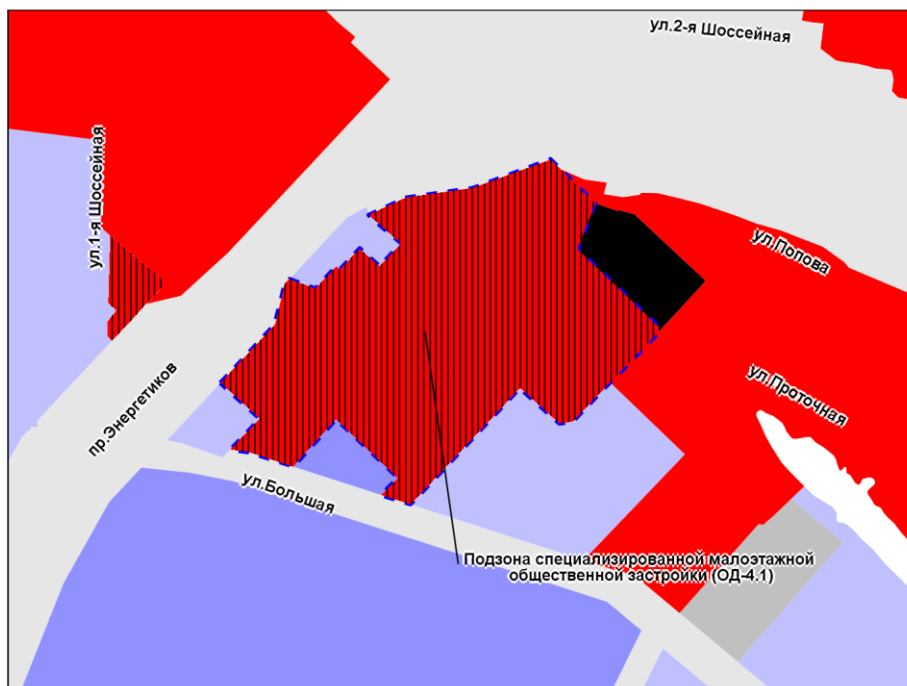 ул.2-я Шоссейная
ул.1-я Шоссейная
ул.Попова
пр.Энергетиков
ул.Проточная
ул.Большая
Подзона специализированной малоэтажной
общественной застройки (ОД-4.1)